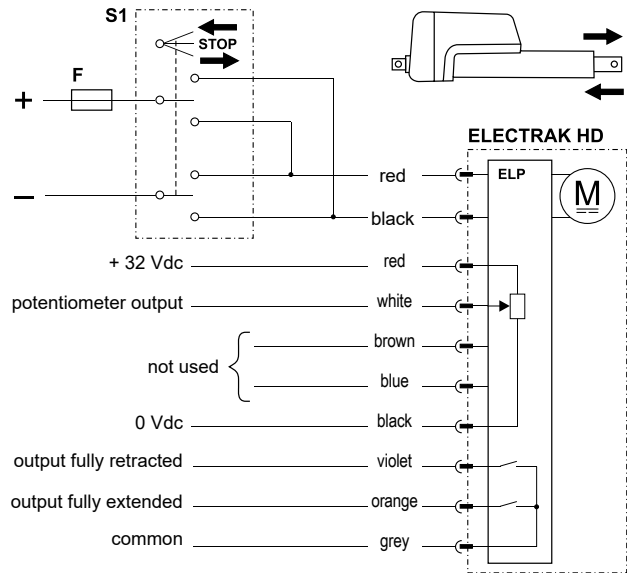 S1
STOP
F
+
–
ELECTRAK HD
ELP
M
red
black
+ 32 Vdc red
potentiometer output white
brown
not used
blue
0 Vdc black
output fully retracted violet
output fully extended orange
common grey